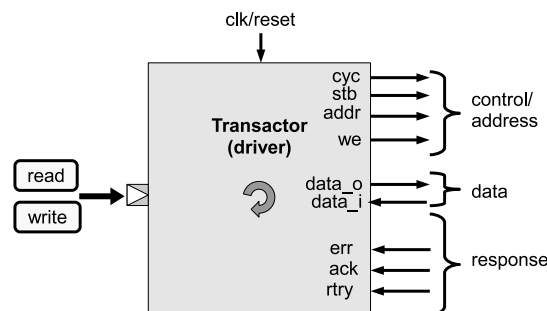 clk/reset
Transactor
(driver)
read
write
cyc
stb
addr
we
data_o
data_i
err
ack
rtry
control/
address
data
response